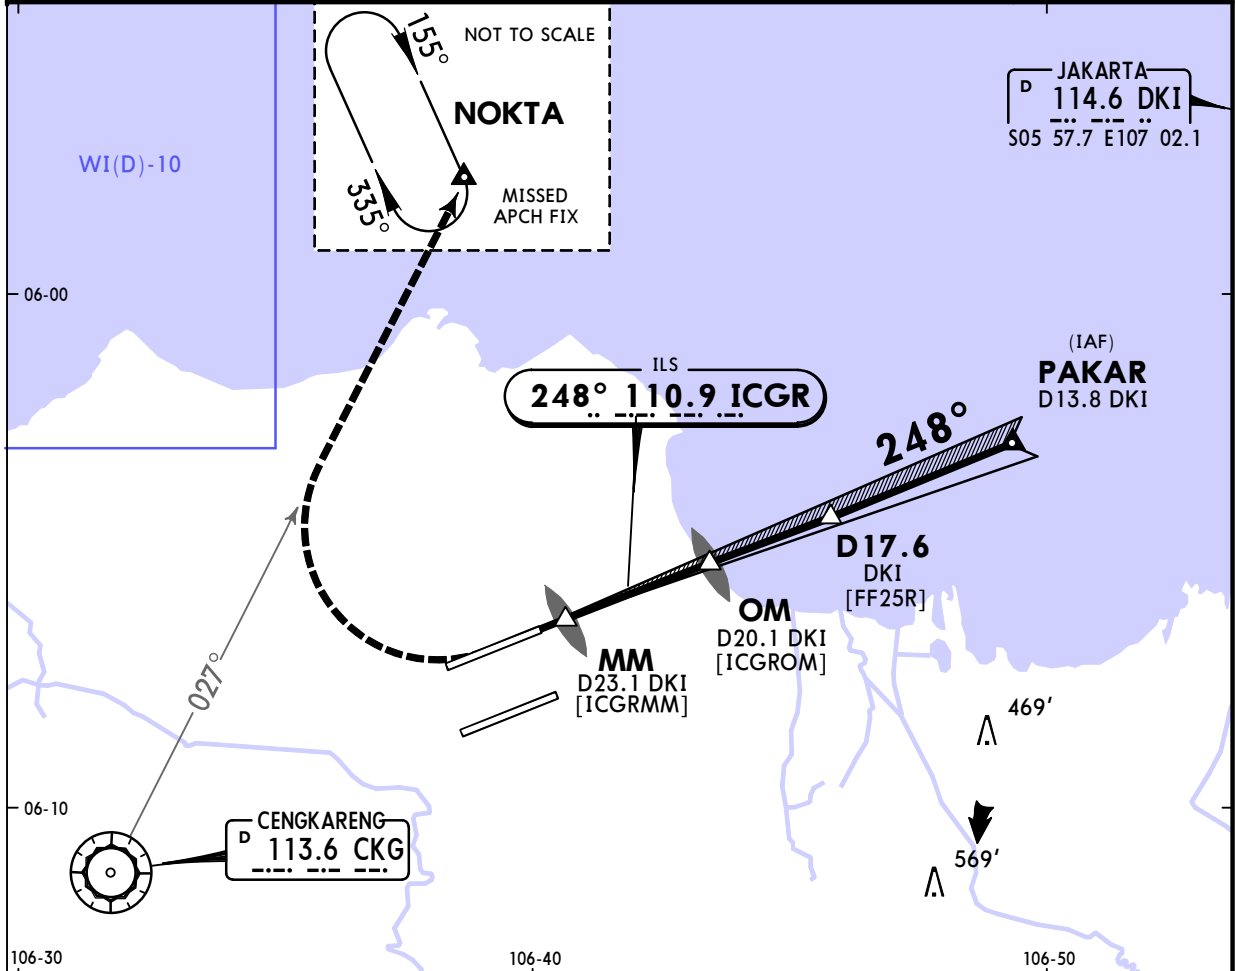 155°
NOT TO SCALE
NOKTA
335°
MISSED
APCH FIX
WI(D)-10
JAKARTA
D 114.6 DKI
S05 57.7 E107 02.1
06-00
ILS
248° 110.9 ICGR
(IAF)
PAKAR
D13.8 DKI
248°
D17.6
DKI
[FF25R]
OM
D20.1 DKI
[ICGROM]
MM
D23.1 DKI
[ICGRMM]
027°
469'
06-10
CENGKARENG
D 113.6 CKG
569'
106-30
106-40
106-50